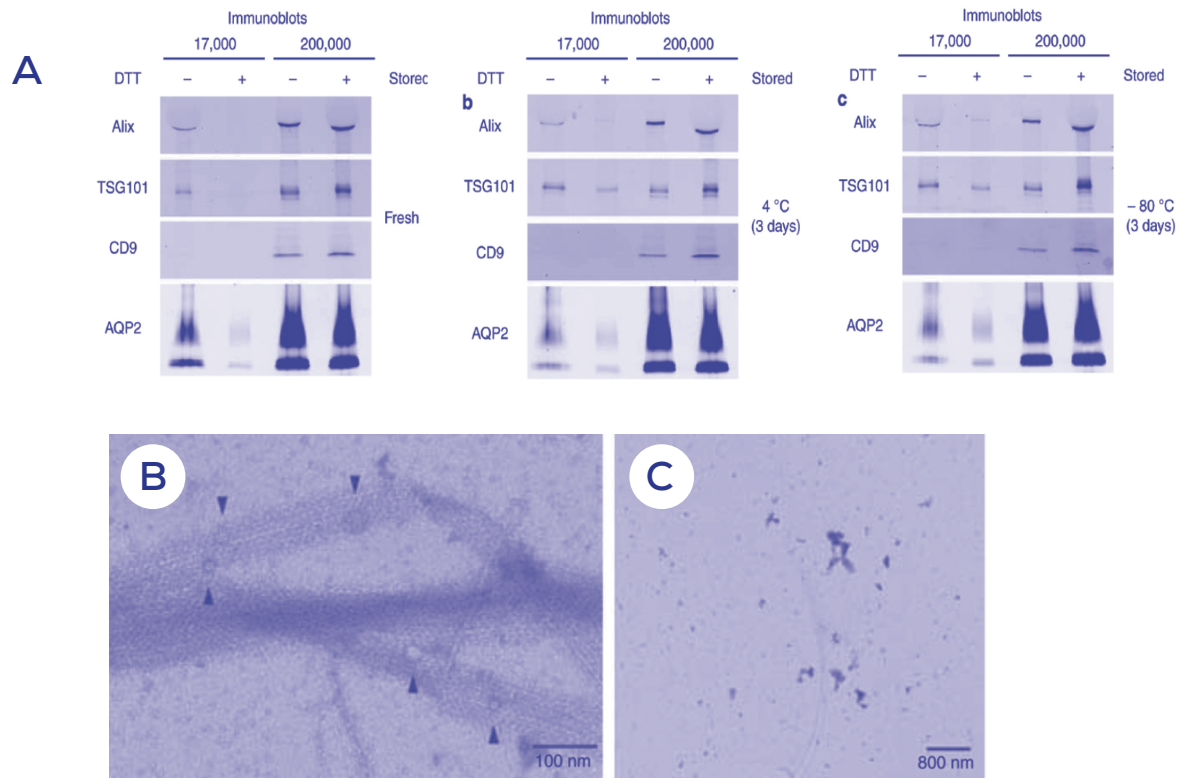 A
Immunoblots
17,000 200,000
DTT – + – + Stored
Alix
TSG101
CD9
AQP2
Fresh
b
Immunoblots
17,000 200,000
DTT – + – + Stored
Alix
TSG101
CD9
AQP2
4 °C
(3 days)
c
Immunoblots
17,000 200,000
DTT – + – + Stored
Alix
TSG101
CD9
AQP2
– 80 °C
(3 days)
B
100 nm
C
800 nm